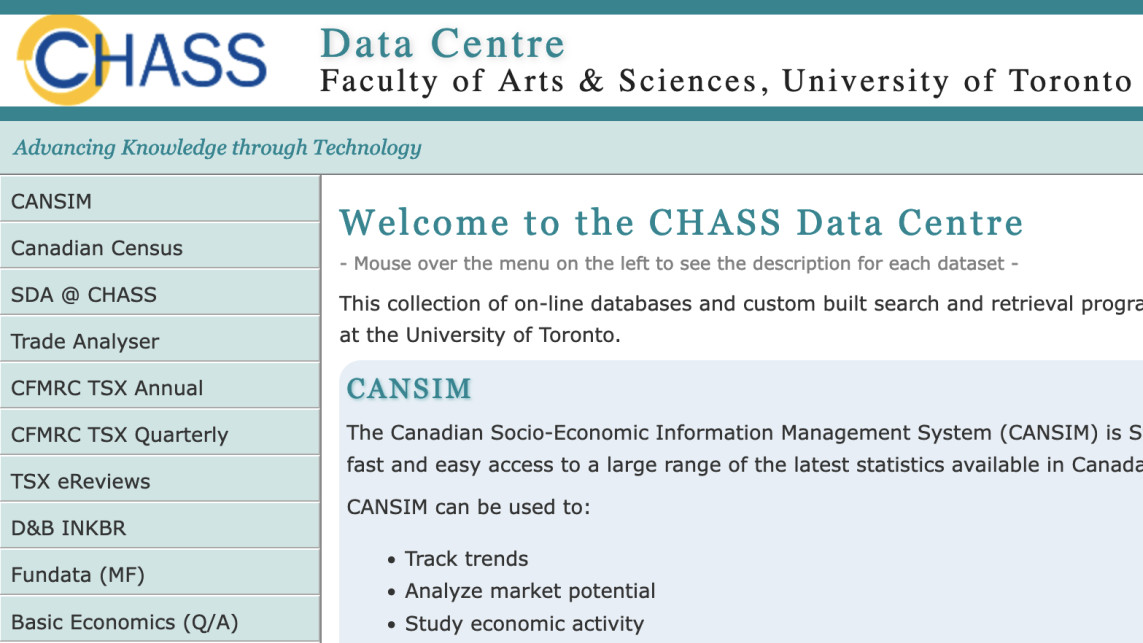 CHASS
Data Centre
Faculty of Arts & Sciences, University of Toronto
Advancing Knowledge through Technology
CANSIM
Canadian Census
SDA @ CHASS
Trade Analyser
CFMRC TSX Annual
CFMRC TSX Quarterly
TSX eReviews
D&B INKBR
Fundata (MF)
Basic Economics (Q/A)
Welcome to the CHASS Data Centre
- Mouse over the menu on the left to see the description for each dataset -
This collection of on-line databases and custom built search and retrieval
at the University of Toronto.
CANSIM
The Canadian Socio-Economic Information Management System (CANSIM) is
fast and easy access to a large range of the latest statistics available in Canada
CANSIM can be used to:
• Track trends
• Analyze market potential
• Study economic activity